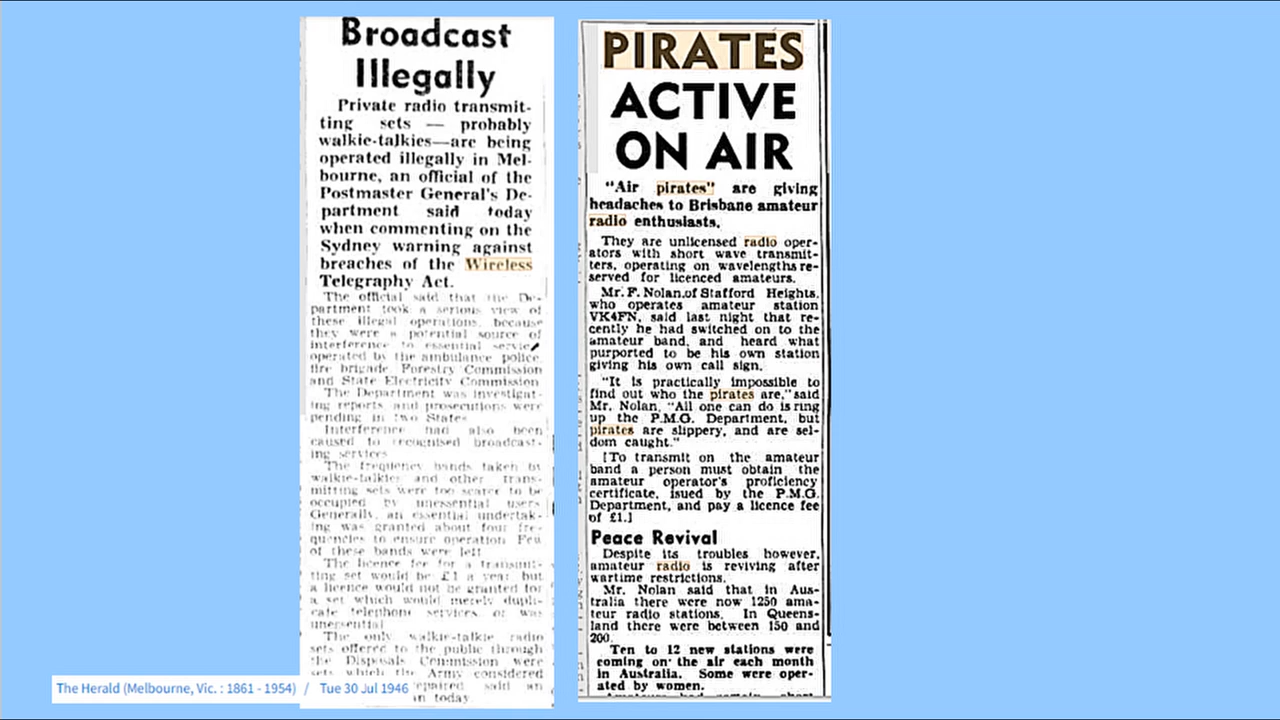 Broadcast
Illegally
Private radio transmit-
ting sets — probably
walkie-talkies—are being
operated illegally in Mel-
bourne, an official of the
Postmaster General's De-
partment said today
when commenting on the
Sydney warning against
breaches of the Wireless
Telegraphy Act.
The official said that the De-
partment took a serious view of
these illegal operations, because
they were a potential source of
interference to essential service
operated by the ambulance police
fire brigade Forestry Commission
and State Electricity Commission
The Department was investigat-
ing reports and prosecutions were
pending in two States
Interference had also been
caused to recognised broadcast-
ing services
The frequency bands taken by
walkie-talkies and other trans-
mitting sets were too scarce to be
occupied by unessential users
Generally, an essential undertak-
ing was granted about four fre-
quencies to ensure operation Few
of these bands were left
The licence fee for a transmit-
ting set would be £1 a year but
a licence would not be granted for
a set which would merely dupli-
cate telephone services or was
unessential
The only walkie-talkie radio
sets offered to the public through
the Disposals Commission were
sets which the Army considered
repaired said an
in today
The Herald (Melbourne, Vic. : 1861 - 1954) / Tue 30 Jul 1946
PIRATES
ACTIVE
ON AIR
"Air pirates" are giving
headaches to Brisbane amateur
radio enthusiasts.
They are unlicensed radio oper-
ators with short wave transmit-
ters, operating on wavelengths re-
served for licenced amateurs.
Mr. F. Nolan, of Stafford Heights,
who operates amateur station
VK4FN, said last night that re-
cently he had switched on to the
amateur band, and heard what
purported to be his own station
giving his own call sign.
"It is practically impossible to
find out who the pirates are," said
Mr. Nolan, "All one can do is ring
up the P.M.G. Department, but
pirates are slippery, and are sel-
dom caught."
[To transmit on the amateur
band a person must obtain the
amateur operator's proficiency
certificate, isued by the P.M.G.
Department, and pay a licence fee
of £1.]
Peace Revival
Despite its troubles however,
amateur radio is reviving after
wartime restrictions.
Mr. Nolan said that in Aus-
tralia there were now 1250 ama-
teur radio stations. In Queens-
land there were between 150 and
200.
Ten to 12 new stations were
coming on the air each month
in Australia. Some were oper-
ated by women.